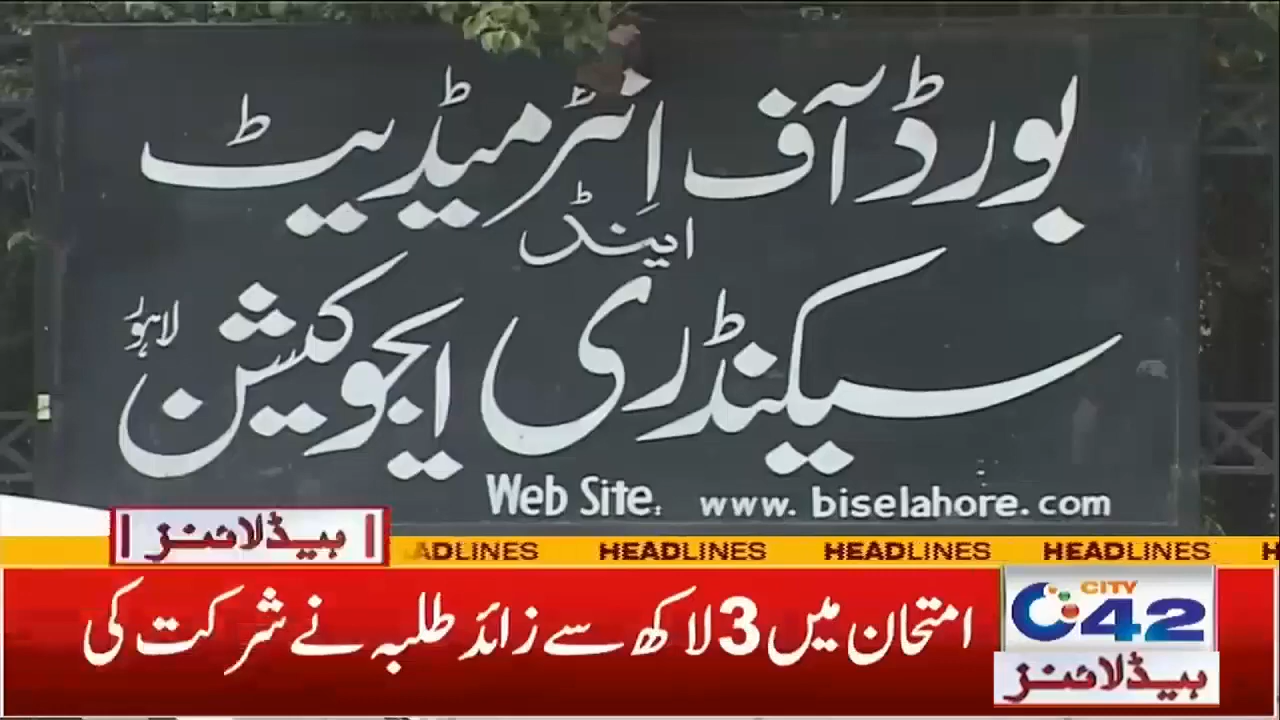 بورڈ آف اِنٹرمیڈیٹ
اینڈ
سیکنڈری ایجوکیشن لاہور
Web Site: www.biselahore.com
ہیڈلائنز
ADLINES HEADLINES HEADLINES HEADLINES H
امتحان میں 3 لاکھ سے زائد طلبہ نے شرکت کی
CITY
42
ہیڈلائنز